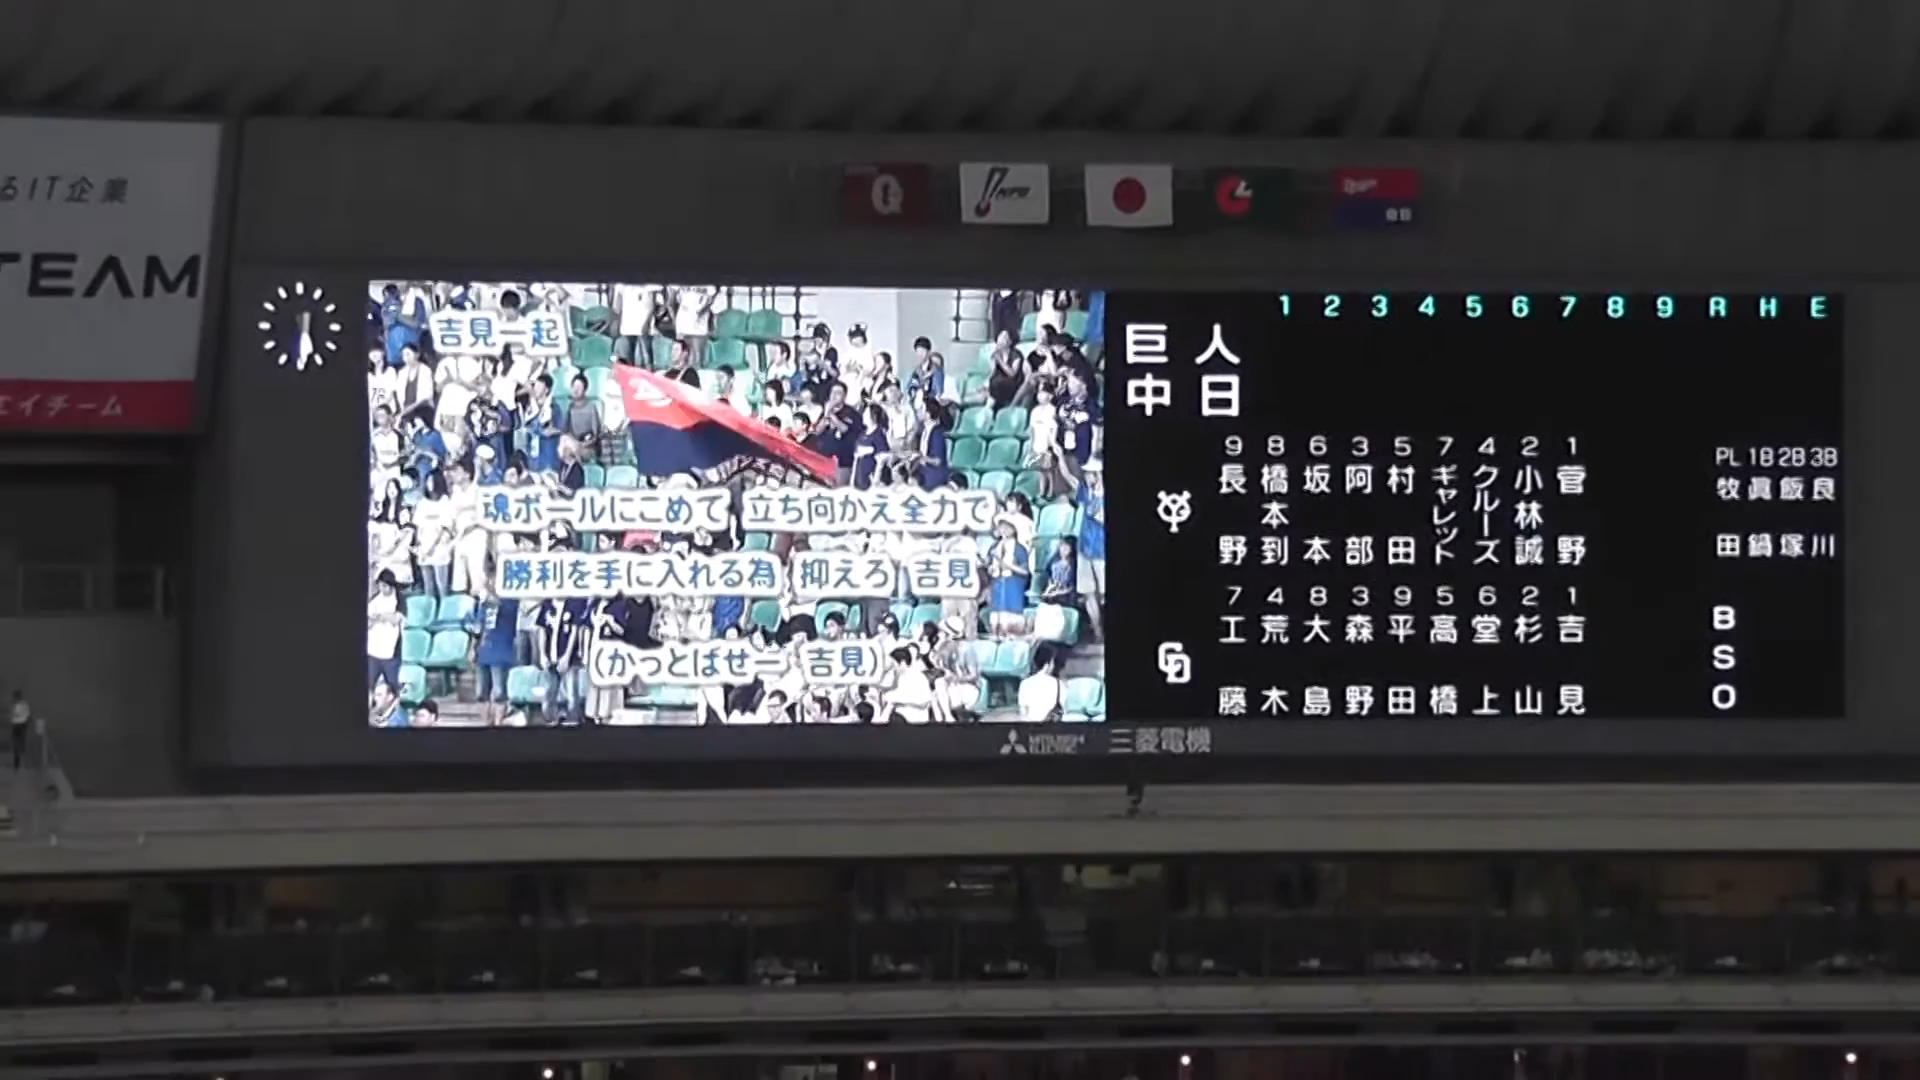 るIT企業
TEAM
エイチーム
吉見一起
魂ボールにこめて 立ち向かえ全力で
勝利を手に入れる為 抑えろ 吉見
(かっとばせー 吉見)
1 2 3 4 5 6 7 8 9 R H E
巨人
中日
9 8 6 3 5 7 4 2 1
長野 橋本到 坂本 阿部 村田 ギャレット クルーズ 小林誠 菅野
7 4 8 3 9 5 6 2 1
工藤 荒木 大島 森野 平田 高橋 堂上 杉山 吉見
PL 1B 2B 3B
牧田 眞鍋 飯塚 良川
B
S
O
三菱電機